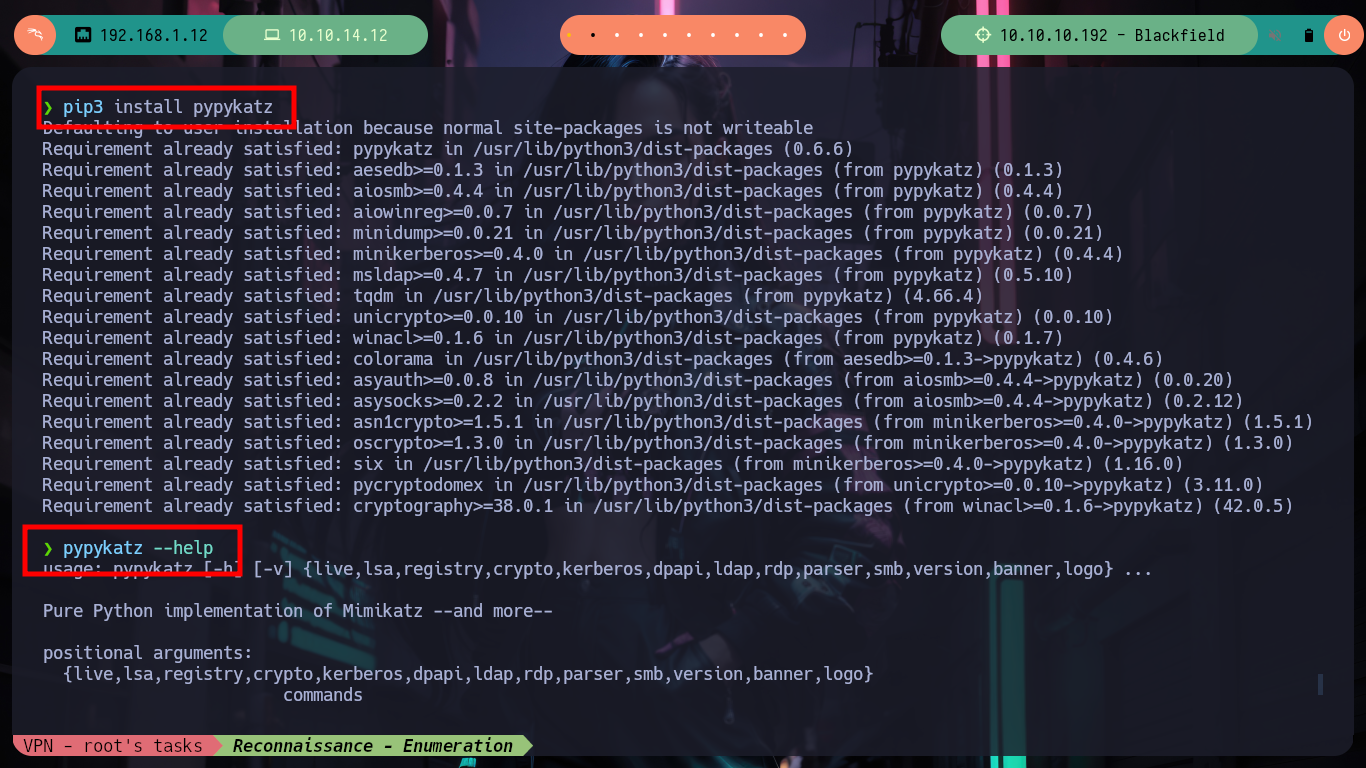 192.168.1.12 10.10.14.12 10.10.10.192 - Blackfield
❯ pip3 install pypykatz
Defaulting to user installation because normal site-packages is not writeable
Requirement already satisfied: pypykatz in /usr/lib/python3/dist-packages (0.6.6)
Requirement already satisfied: aesedb>=0.1.3 in /usr/lib/python3/dist-packages (from pypykatz) (0.1.3)
Requirement already satisfied: aiosmb>=0.4.4 in /usr/lib/python3/dist-packages (from pypykatz) (0.4.4)
Requirement already satisfied: aiowinreg>=0.0.7 in /usr/lib/python3/dist-packages (from pypykatz) (0.0.7)
Requirement already satisfied: minidump>=0.0.21 in /usr/lib/python3/dist-packages (from pypykatz) (0.0.21)
Requirement already satisfied: minikerberos>=0.4.0 in /usr/lib/python3/dist-packages (from pypykatz) (0.4.4)
Requirement already satisfied: msldap>=0.4.7 in /usr/lib/python3/dist-packages (from pypykatz) (0.5.10)
Requirement already satisfied: tqdm in /usr/lib/python3/dist-packages (from pypykatz) (4.66.4)
Requirement already satisfied: unicrypto>=0.0.10 in /usr/lib/python3/dist-packages (from pypykatz) (0.0.10)
Requirement already satisfied: winacl>=0.1.6 in /usr/lib/python3/dist-packages (from pypykatz) (0.1.7)
Requirement already satisfied: colorama in /usr/lib/python3/dist-packages (from aesedb>=0.1.3->pypykatz) (0.4.6)
Requirement already satisfied: asyauth>=0.0.8 in /usr/lib/python3/dist-packages (from aiosmb>=0.4.4->pypykatz) (0.0.20)
Requirement already satisfied: asysocks>=0.2.2 in /usr/lib/python3/dist-packages (from aiosmb>=0.4.4->pypykatz) (0.2.12)
Requirement already satisfied: asn1crypto>=1.5.1 in /usr/lib/python3/dist-packages (from minikerberos>=0.4.0->pypykatz) (1.5.1)
Requirement already satisfied: oscrypto>=1.3.0 in /usr/lib/python3/dist-packages (from minikerberos>=0.4.0->pypykatz) (1.3.0)
Requirement already satisfied: six in /usr/lib/python3/dist-packages (from minikerberos>=0.4.0->pypykatz) (1.16.0)
Requirement already satisfied: pycryptodomex in /usr/lib/python3/dist-packages (from unicrypto>=0.0.10->pypykatz) (3.11.0)
Requirement already satisfied: cryptography>=38.0.1 in /usr/lib/python3/dist-packages (from winacl>=0.1.6->pypykatz) (42.0.5)
❯ pypykatz --help
usage: pypykatz [-h] [-v] {live,lsa,registry,crypto,kerberos,dpapi,ldap,rdp,parser,smb,version,banner,logo} ...
Pure Python implementation of Mimikatz --and more--
positional arguments:
{live,lsa,registry,crypto,kerberos,dpapi,ldap,rdp,parser,smb,version,banner,logo}
commands
VPN - root's tasks Reconnaissance - Enumeration